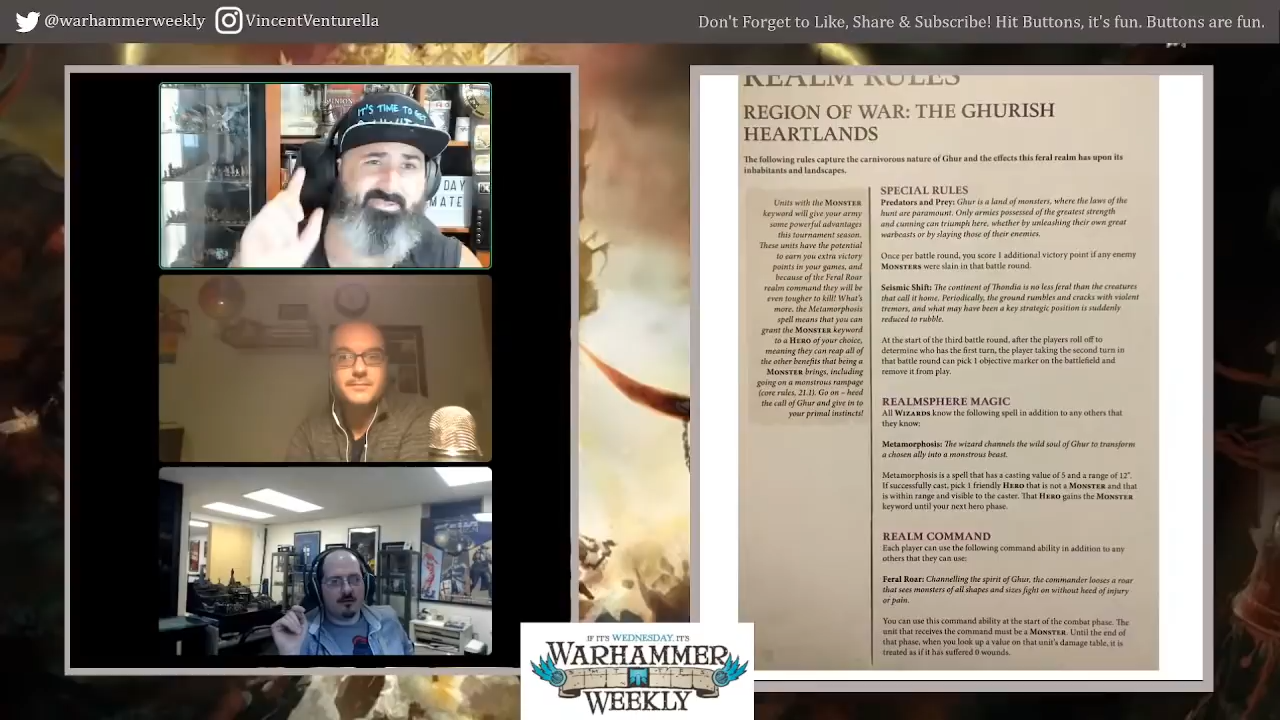 @warhammerweekly
VincentVenturella
Don't Forget to Like, Share & Subscribe! Hit Buttons, it's fun. Buttons are fun.
IT'S TIME TO GET
DAY
MATE
REALM RULES
REGION OF WAR: THE GHURISH
HEARTLANDS
The following rules capture the carnivorous nature of Ghur and the effects this feral realm has upon its
inhabitants and landscapes.
Units with the MONSTER
keyword will give your army
some powerful advantages
this tournament season.
These units have the potential
to earn you extra victory
points in your games, and
because of the Feral Roar
realm command they will be
even tougher to kill! What's
more, the Metamorphosis
spell means that you can
grant the MONSTER keyword
to a HERO of your choice,
meaning they can reap all of
the other benefits that being a
MONSTER brings, including
going on a monstrous rampage
(core rules, 21.1). Go on – heed
the call of Ghur and give in to
your primal instincts!
SPECIAL RULES
Predators and Prey: Ghur is a land of monsters, where the laws of the
hunt are paramount. Only armies possessed of the greatest strength
and cunning can triumph here, whether by unleashing their own great
warbeasts or by slaying those of their enemies.
Once per battle round, you score 1 additional victory point if any enemy
MONSTERS were slain in that battle round.
Seismic Shift: The continent of Thondia is no less feral than the creatures
that call it home. Periodically, the ground rumbles and cracks with violent
tremors, and what may have been a key strategic position is suddenly
reduced to rubble.
At the start of the third battle round, after the players roll off to
determine who has the first turn, the player taking the second turn in
that battle round can pick 1 objective marker on the battlefield and
remove it from play.
REALMSPHERE MAGIC
All WIZARDS know the following spell in addition to any others that
they know:
Metamorphosis: The wizard channels the wild soul of Ghur to transform
a chosen ally into a monstrous beast.
Metamorphosis is a spell that has a casting value of 5 and a range of 12".
If successfully cast, pick 1 friendly HERO that is not a MONSTER and that
is within range and visible to the caster. That HERO gains the MONSTER
keyword until your next hero phase.
REALM COMMAND
Each player can use the following command ability in addition to any
others that they can use:
Feral Roar: Channelling the spirit of Ghur, the commander looses a roar
that sees monsters of all shapes and sizes fight on without heed of injury
or pain.
You can use this command ability at the start of the combat phase. The
unit that receives the command must be a MONSTER. Until the end of
that phase, when you look up a value on that unit's damage table, it is
treated as if it has suffered 0 wounds.
IF IT'S WEDNESDAY, IT'S
WARHAMMER
WEEKLY